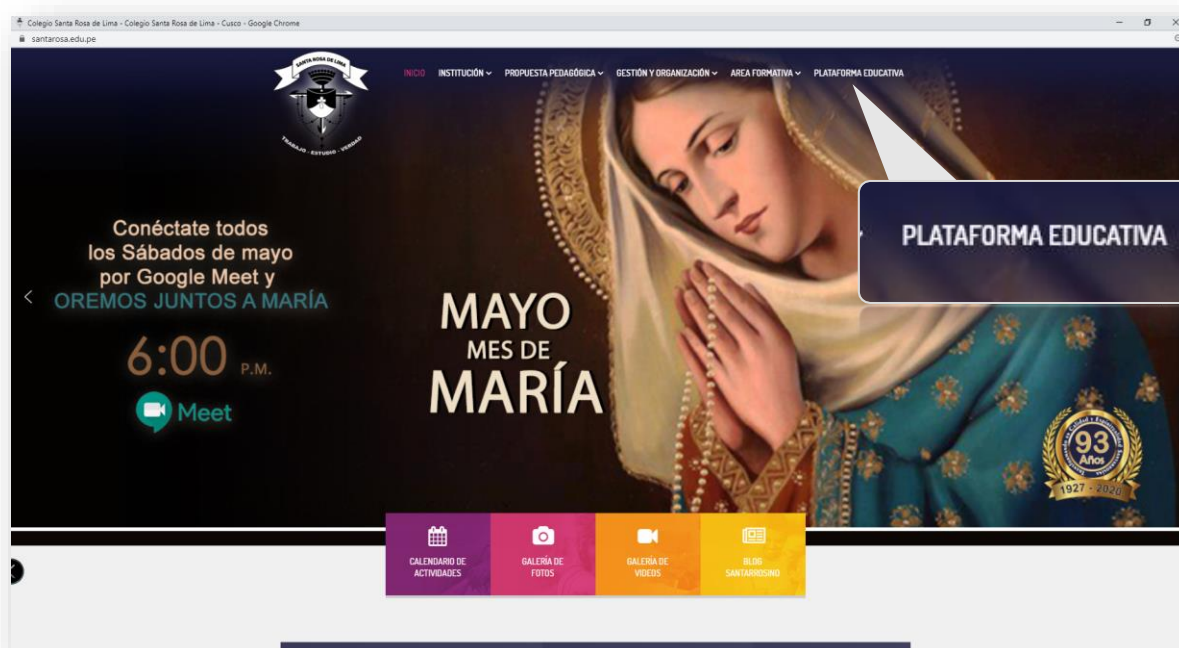 Colegio Santa Rosa de Lima - Colegio Santa Rosa de Lima - Cusco - Google Chrome
santarosa.edu.pe
SANTA ROSA DE LIMA
TRABAJO - ESTUDIO - VERDAD
INICIO INSTITUCIÓN PROPUESTA PEDAGÓGICA GESTIÓN Y ORGANIZACIÓN AREA FORMATIVA PLATAFORMA EDUCATIVA
PLATAFORMA EDUCATIVA
Conéctate todos
los Sábados de mayo
por Google Meet y
OREMOS JUNTOS A MARÍA
6:00 P.M.
Meet
MAYO
MES DE
MARÍA
93
Años
1927 - 2020
CALENDARIO DE
ACTIVIDADES
GALERÍA DE
FOTOS
GALERÍA DE
VIDEOS
BLOG
SANTARROSINO